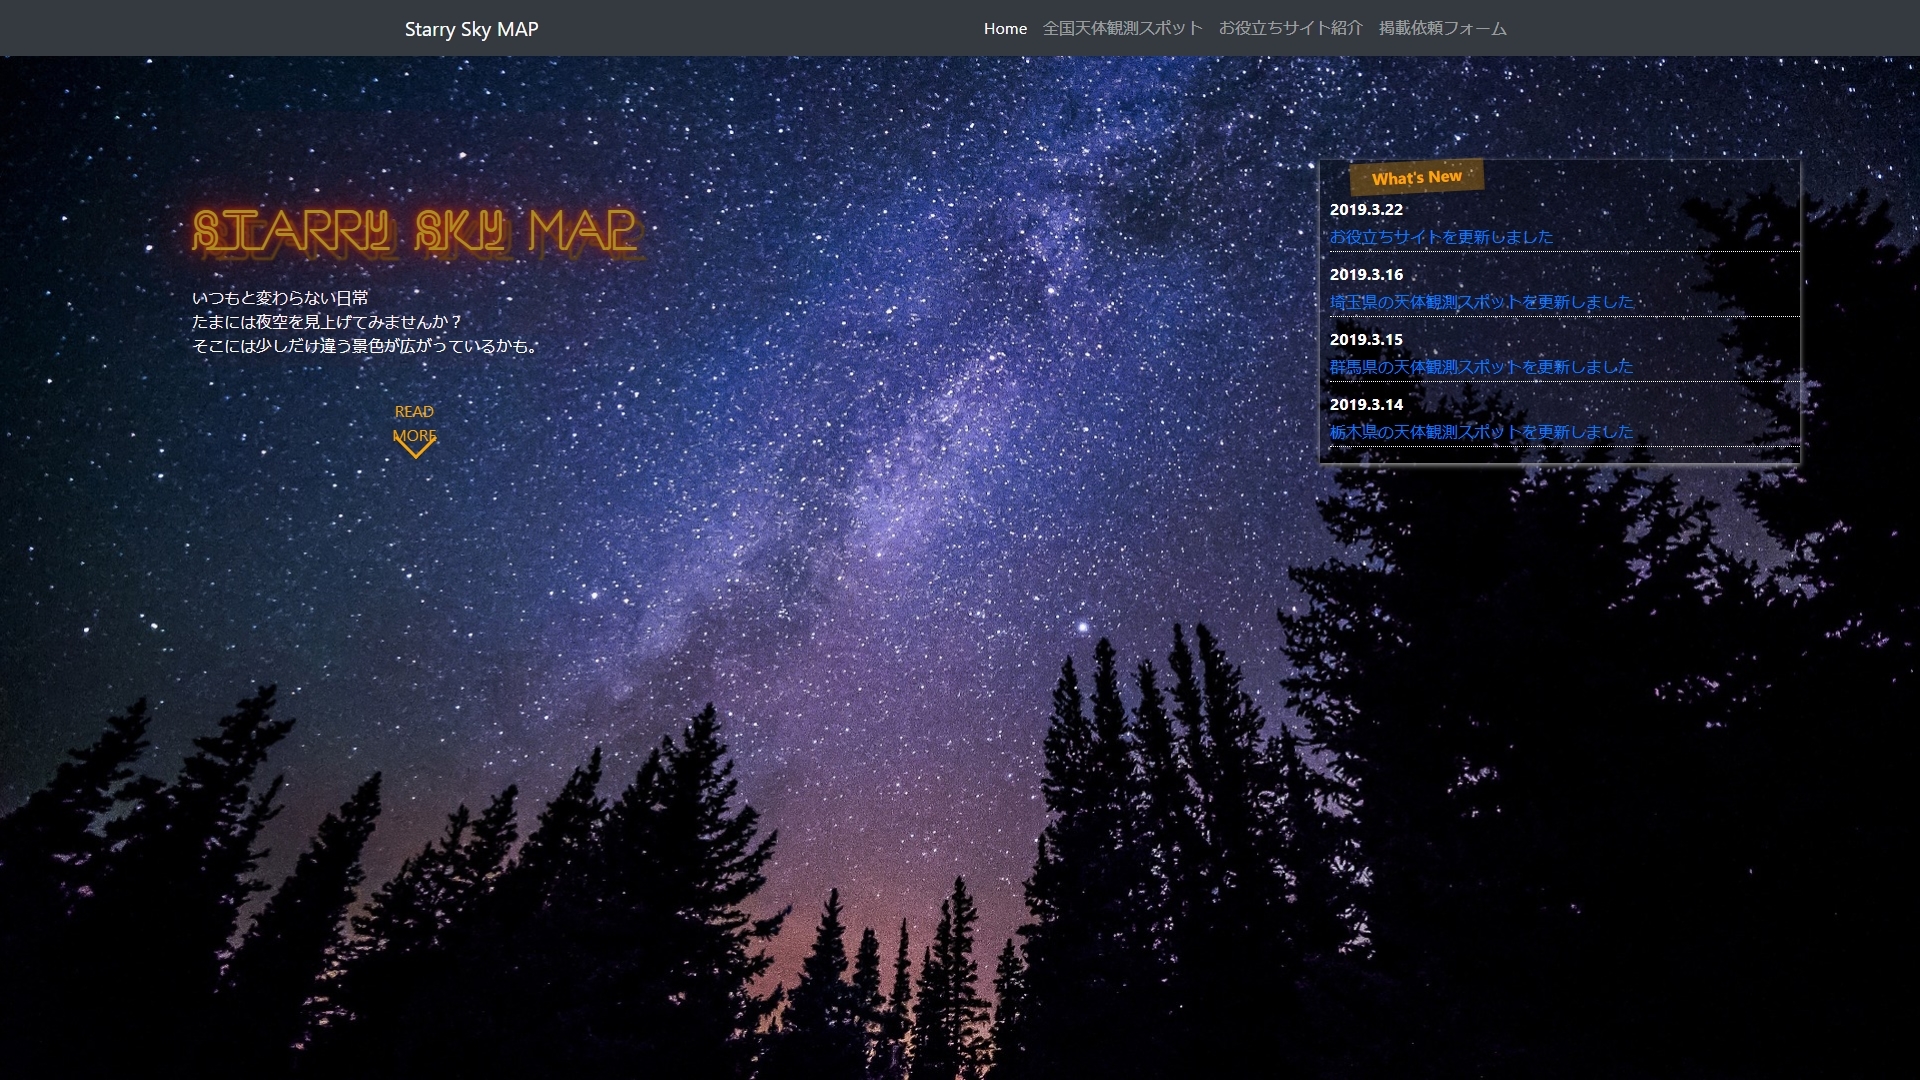 Starry Sky MAP
Home 全国天体観測スポット お役立ちサイト紹介 掲載依頼フォーム
STARRY SKY MAP
いつもと変わらない日常
たまには夜空を見上げてみませんか？
そこには少しだけ違う景色が広がっているかも。
READ
MORE
What's New
2019.3.22
お役立ちサイトを更新しました
2019.3.16
埼玉県の天体観測スポットを更新しました
2019.3.15
群馬県の天体観測スポットを更新しました
2019.3.14
栃木県の天体観測スポットを更新しました